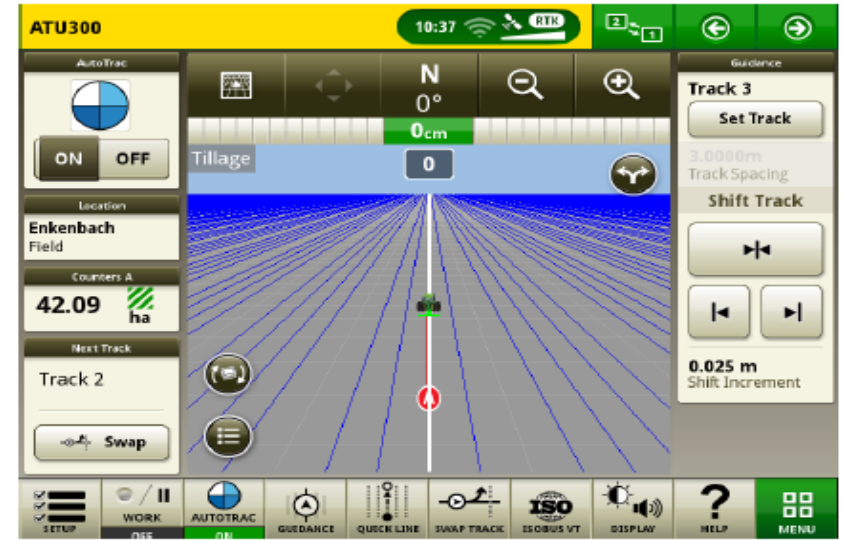 ATU300
10:37
RTK
2
1
AutoTrac
ON OFF
Location
Enkenbach
Field
Counters A
42.09 ha
Next Track
Track 2
Swap
N
0°
0cm
Tillage
0
Guidance
Track 3
Set Track
3.0000m
Track Spacing
Shift Track
0.025 m
Shift Increment
SETUP
WORK
OFF
AUTOTRAC
ON
GUIDANCE
QUICK LINE
SWAP TRACK
ISO
ISOBUS VT
DISPLAY
?
HELP
MENU